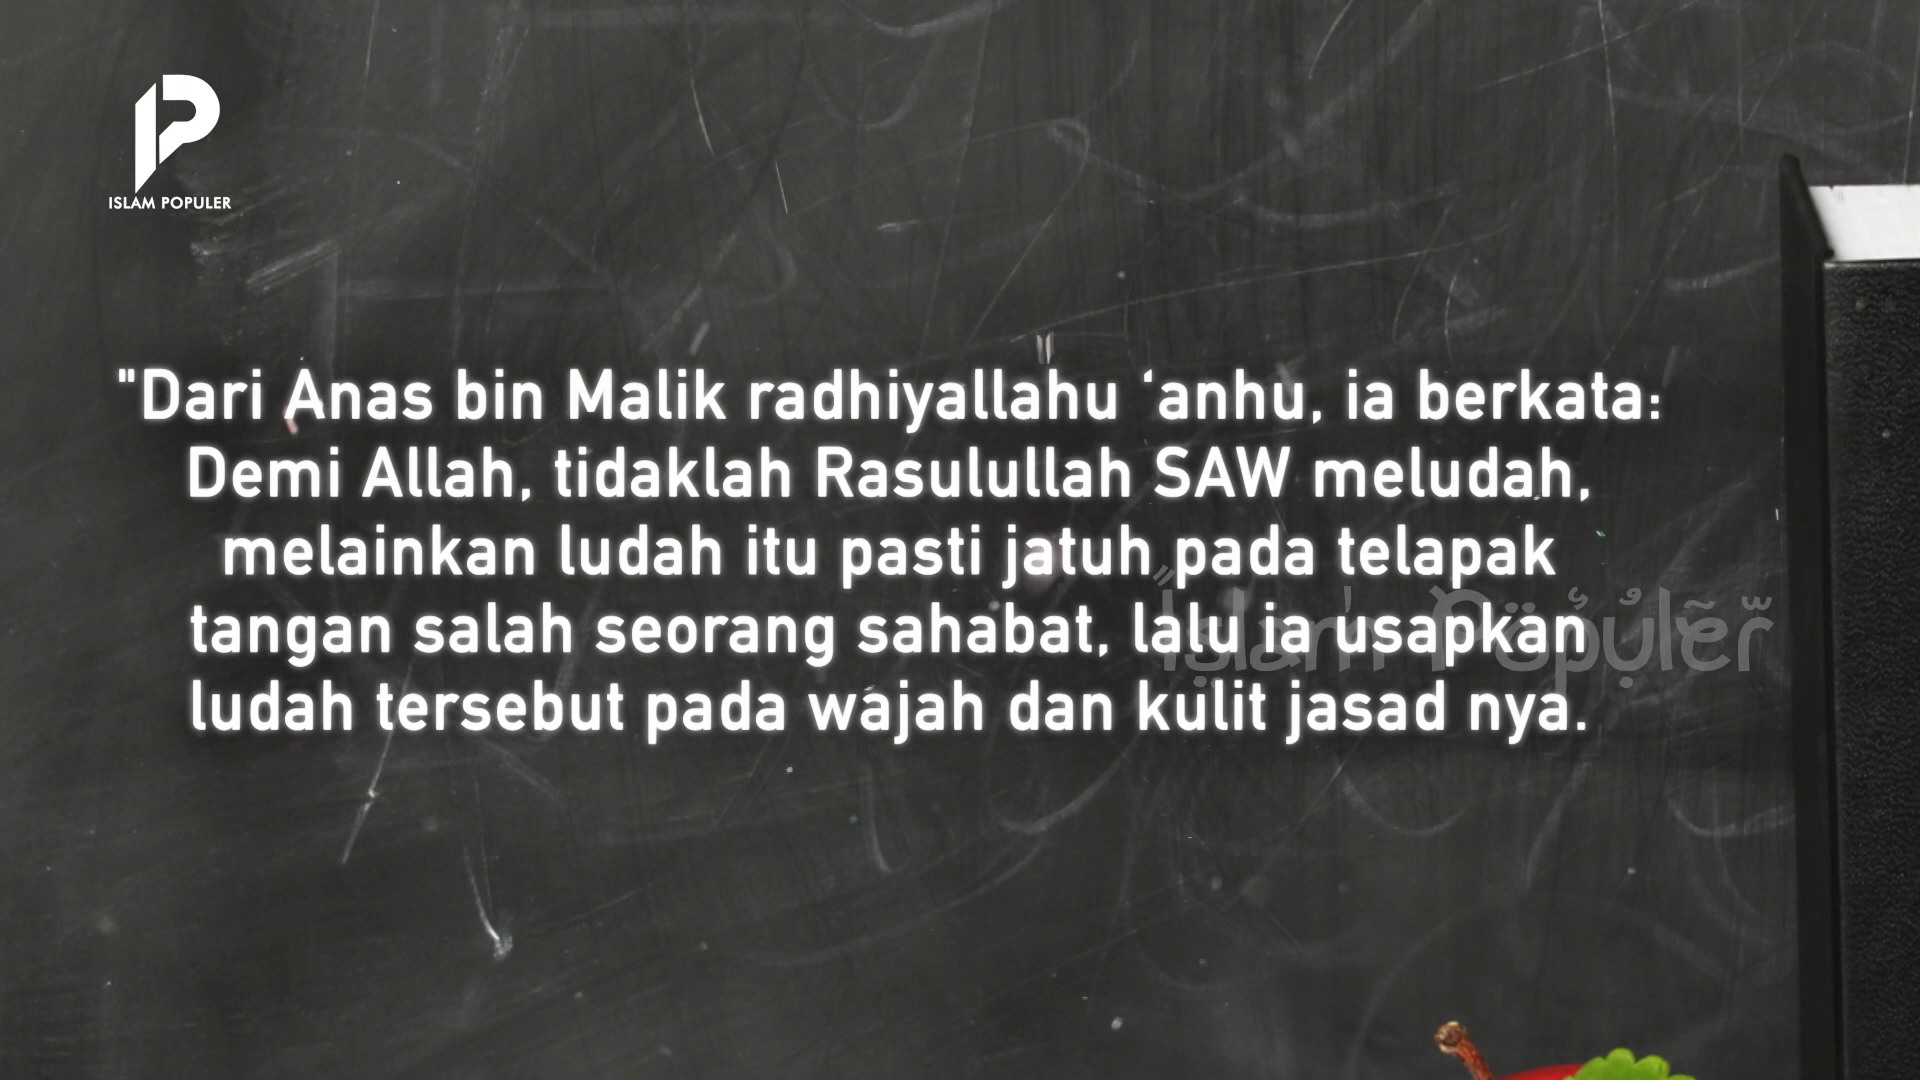 ISLAM POPULER
"Dari Anas bin Malik radhiyallahu ‘anhu, ia berkata:
Demi Allah, tidaklah Rasulullah SAW meludah,
melainkan ludah itu pasti jatuh pada telapak
tangan salah seorang sahabat, lalu ia usapkan
ludah tersebut pada wajah dan kulit jasad nya.
Islam Populer